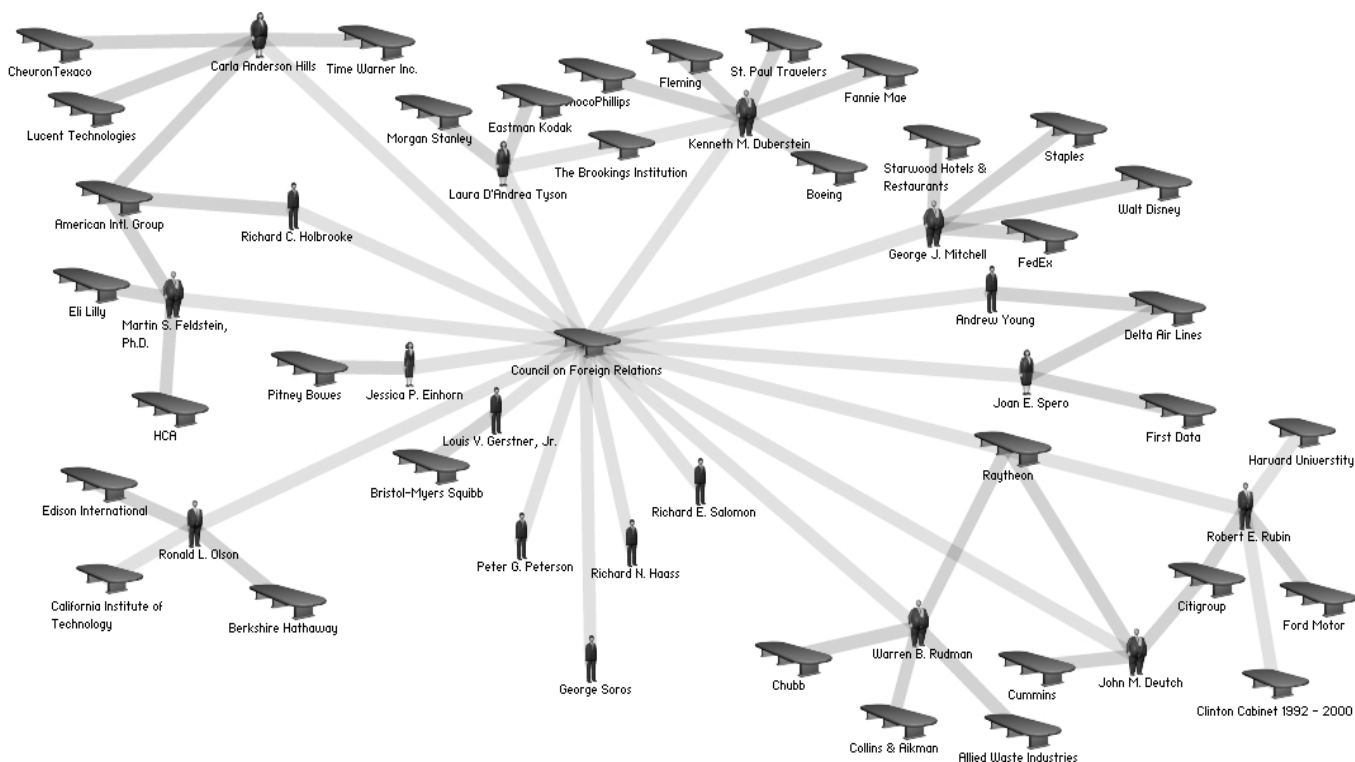 Carla Anderson Hills
Time Warner Inc.
CheuronTexaco
Lucent Technologies
Fleming
St. Paul Travelers
Fannie Mae
nocoPhillips
Eastman Kodak
Morgan Stanley
Kenneth M. Duberstein
The Brookings Institution
Laura D'Andrea Tyson
Boeing
Staples
Starwood Hotels &
Restaurants
Walt Disney
George J. Mitchell
FedEx
American Intl. Group
Richard C. Holbrooke
Eli Lilly
Martin S. Feldstein,
Ph.D.
Andrew Young
Delta Air Lines
Council on Foreign Relations
Pitney Bowes
Jessica P. Einhorn
Joan E. Spero
First Data
HCA
Louis V. Gerstner, Jr.
Harvard Universtity
Raytheon
Bristol-Myers Squibb
Edison International
Richard E. Salomon
Robert E. Rubin
Ronald L. Olson
Peter G. Peterson
Richard N. Haass
California Institute of
Technology
Berkshire Hathaway
Citigroup
Ford Motor
Warren B. Rudman
George Soros
Chubb
Cummins
John M. Deutch
Clinton Cabinet 1992 - 2000
Collins & Aikman
Allied Waste Industries